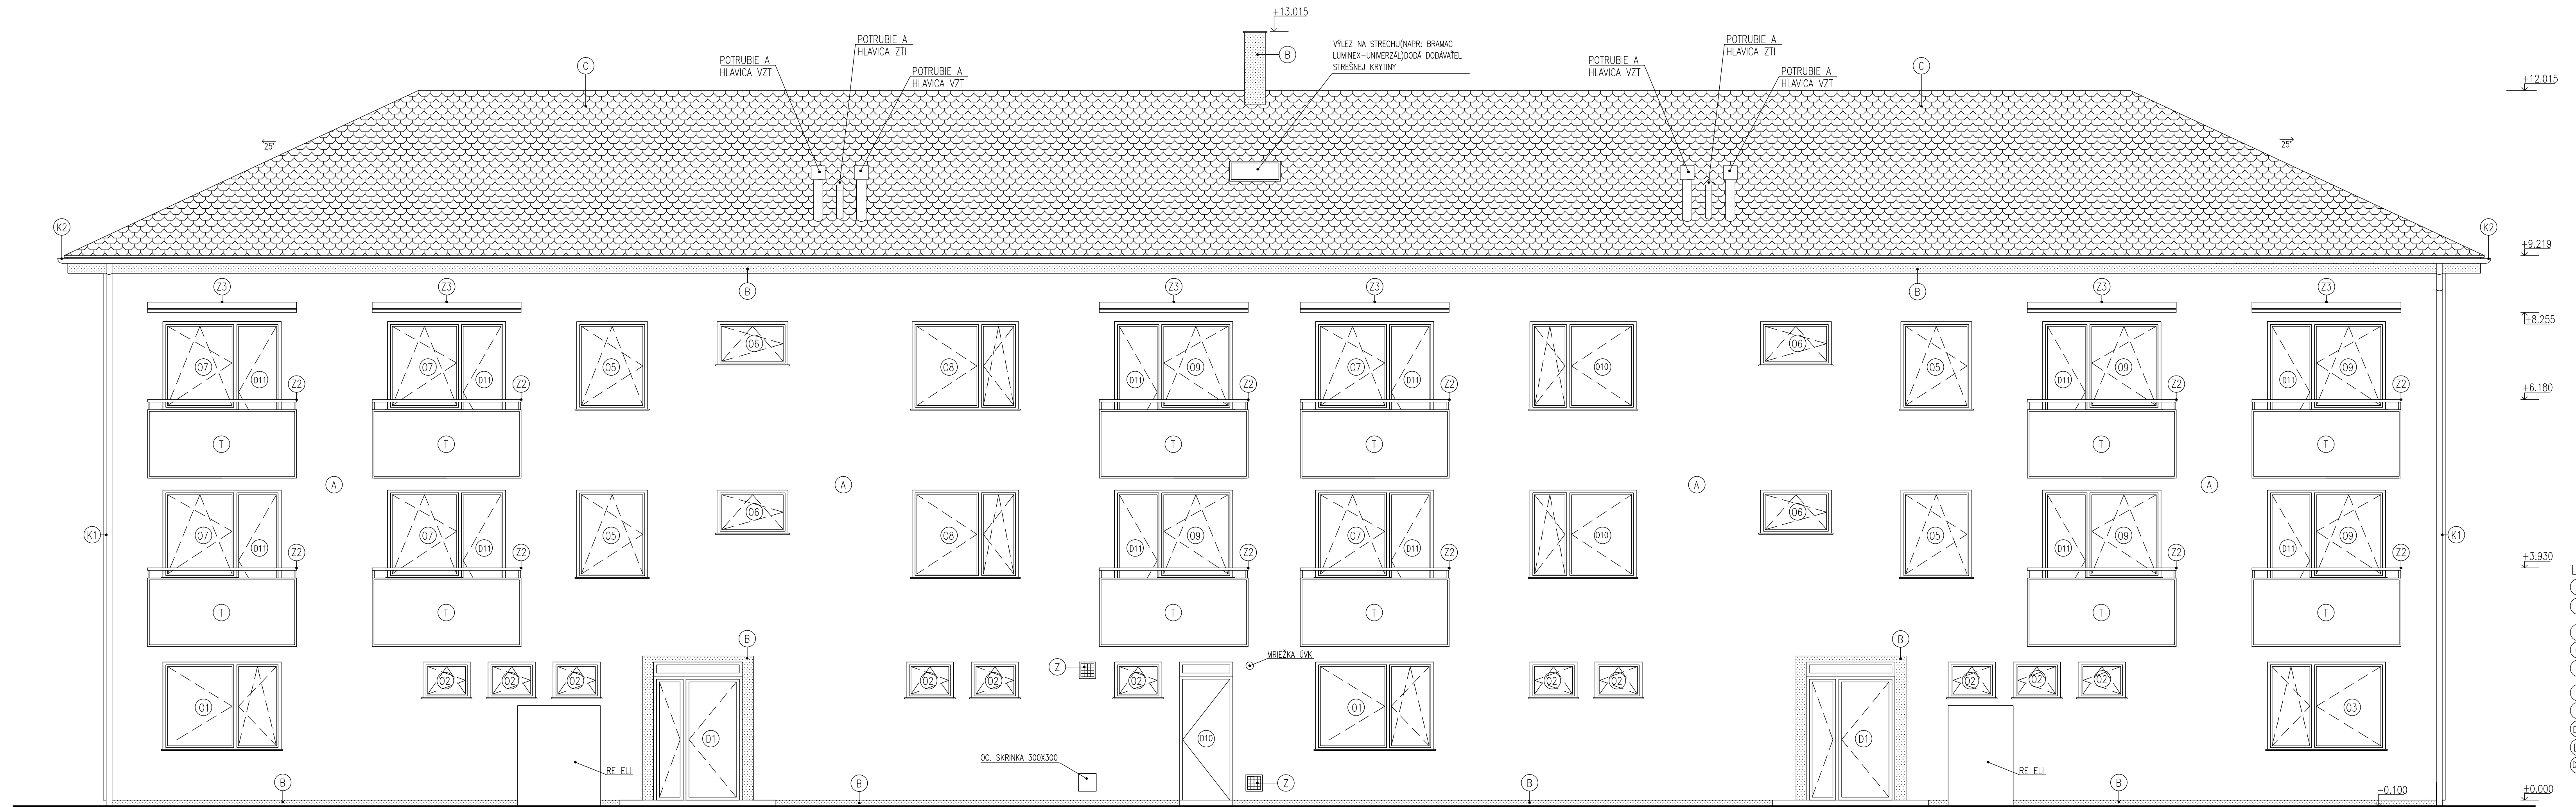 +13.015
POTRUBIE A
HLAVICA ZTI
POTRUBIE A
HLAVICA VZT
POTRUBIE A
HLAVICA VZT
B
VÝLEZ NA STRECHU(NAPR: BRAMAC
LUMINEX-UNIVERZÁL)DODÁ DODÁVATEĽ
STREŠNEJ KRYTINY
POTRUBIE A
HLAVICA ZTI
POTRUBIE A
HLAVICA VZT
POTRUBIE A
HLAVICA VZT
C
C
+12.015
25°
25°
K2
K2
+9.219
Z3
Z3
B
Z3
Z3
B
Z3
Z3
+8.255
07
D11
07
D11
05
06
08
D11
09
07
D11
010
06
05
D11
09
D11
09
Z2
Z2
Z2
Z2
Z2
Z2
+6.180
T
T
T
T
T
T
A
A
A
A
07
D11
07
D11
05
06
08
D11
09
07
D11
010
06
05
D11
09
D11
09
K1
K1
Z2
Z2
Z2
Z2
Z2
Z2
+3.930
T
T
T
T
T
T
B
B
MRIEŽKA ÚVK
Z
02
02
02
02
02
02
02
02
02
02
02
01
D1
D10
01
D1
03
OC. SKRINKA 300X300
RE ELI
RE ELI
Z
B
B
B
B
-0.100
+0.000